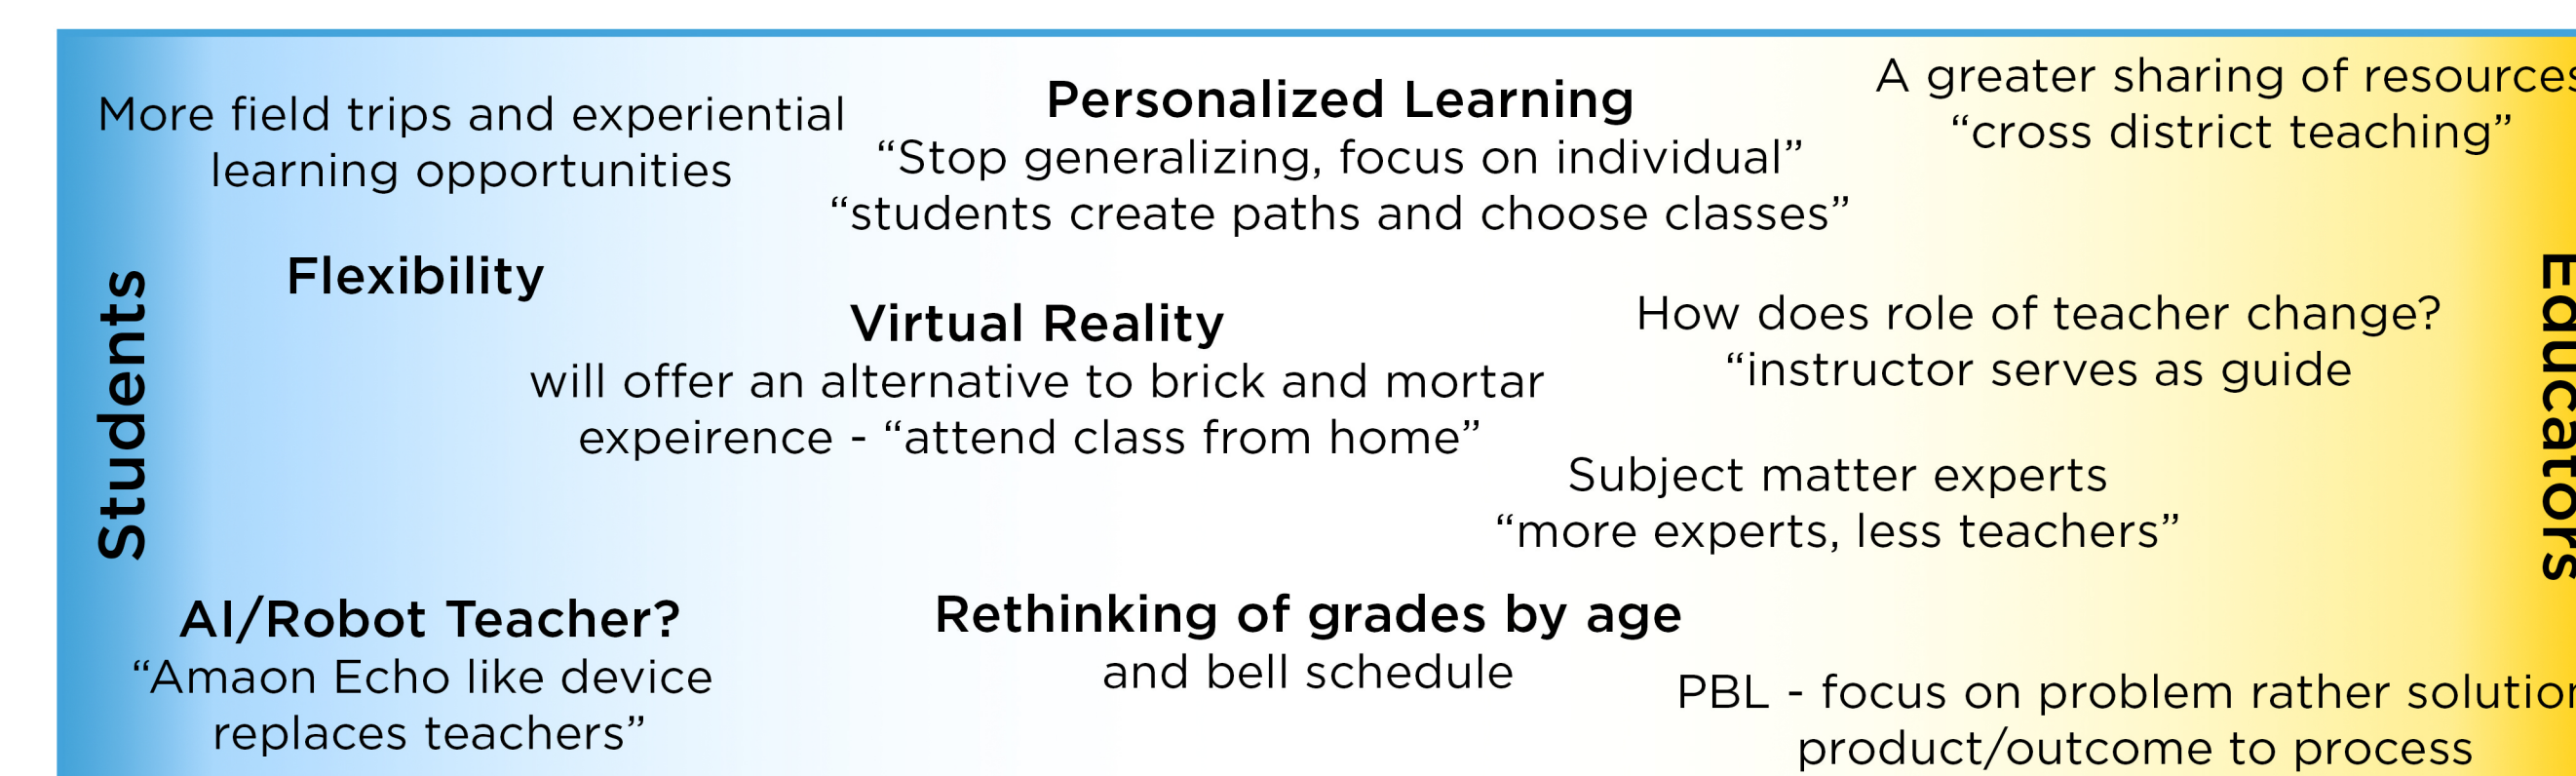 More field trips and experiential
learning opportunities
Personalized Learning
“Stop generalizing, focus on individual”
“students create paths and choose classes”
A greater sharing of resources
“cross district teaching”
Students
Flexibility
Virtual Reality
will offer an alternative to brick and mortar
expeirence - “attend class from home”
How does role of teacher change?
“instructor serves as guide
Educators
Subject matter experts
“more experts, less teachers”
AI/Robot Teacher?
“Amaon Echo like device
replaces teachers”
Rethinking of grades by age
and bell schedule
PBL - focus on problem rather solution
product/outcome to process